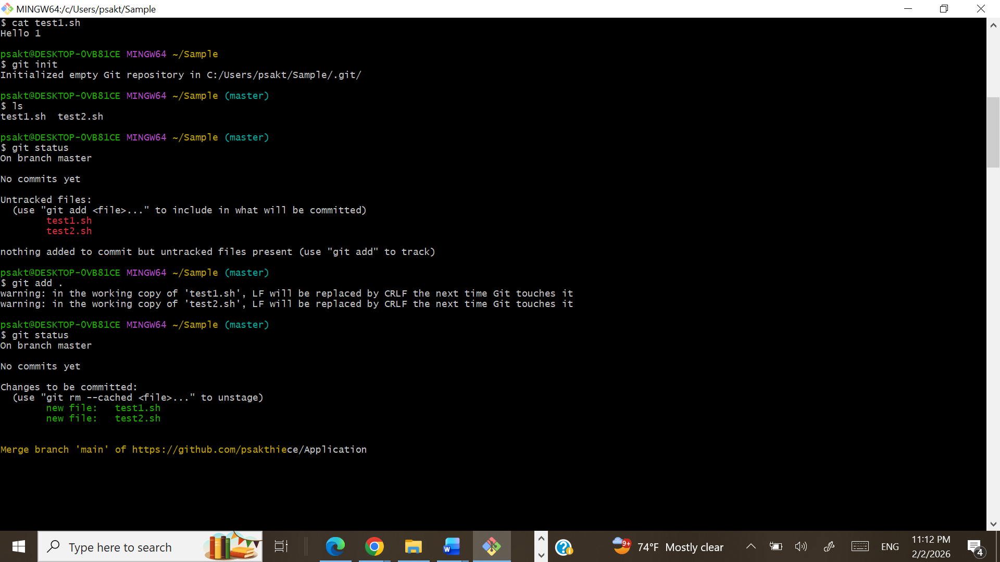 MINGW64:/c/Users/psakt/Sample
$ cat test1.sh
Hello 1
psakt@DESKTOP-0VB81CE MINGW64 ~/Sample
$ git init
Initialized empty Git repository in C:/Users/psakt/Sample/.git/
psakt@DESKTOP-0VB81CE MINGW64 ~/Sample (master)
$ ls
test1.sh  test2.sh
psakt@DESKTOP-0VB81CE MINGW64 ~/Sample (master)
$ git status
On branch master
No commits yet
Untracked files:
  (use "git add <file>..." to include in what will be committed)
        test1.sh
        test2.sh
nothing added to commit but untracked files present (use "git add" to track)
psakt@DESKTOP-0VB81CE MINGW64 ~/Sample (master)
$ git add .
warning: in the working copy of 'test1.sh', LF will be replaced by CRLF the next time Git touches it
warning: in the working copy of 'test2.sh', LF will be replaced by CRLF the next time Git touches it
psakt@DESKTOP-0VB81CE MINGW64 ~/Sample (master)
$ git status
On branch master
No commits yet
Changes to be committed:
  (use "git rm --cached <file>..." to unstage)
        new file:   test1.sh
        new file:   test2.sh
Merge branch 'main' of https://github.com/psakthiece/Application
Type here to search
W
9+
74°F Mostly clear
ENG
11:12 PM
2/2/2026
4